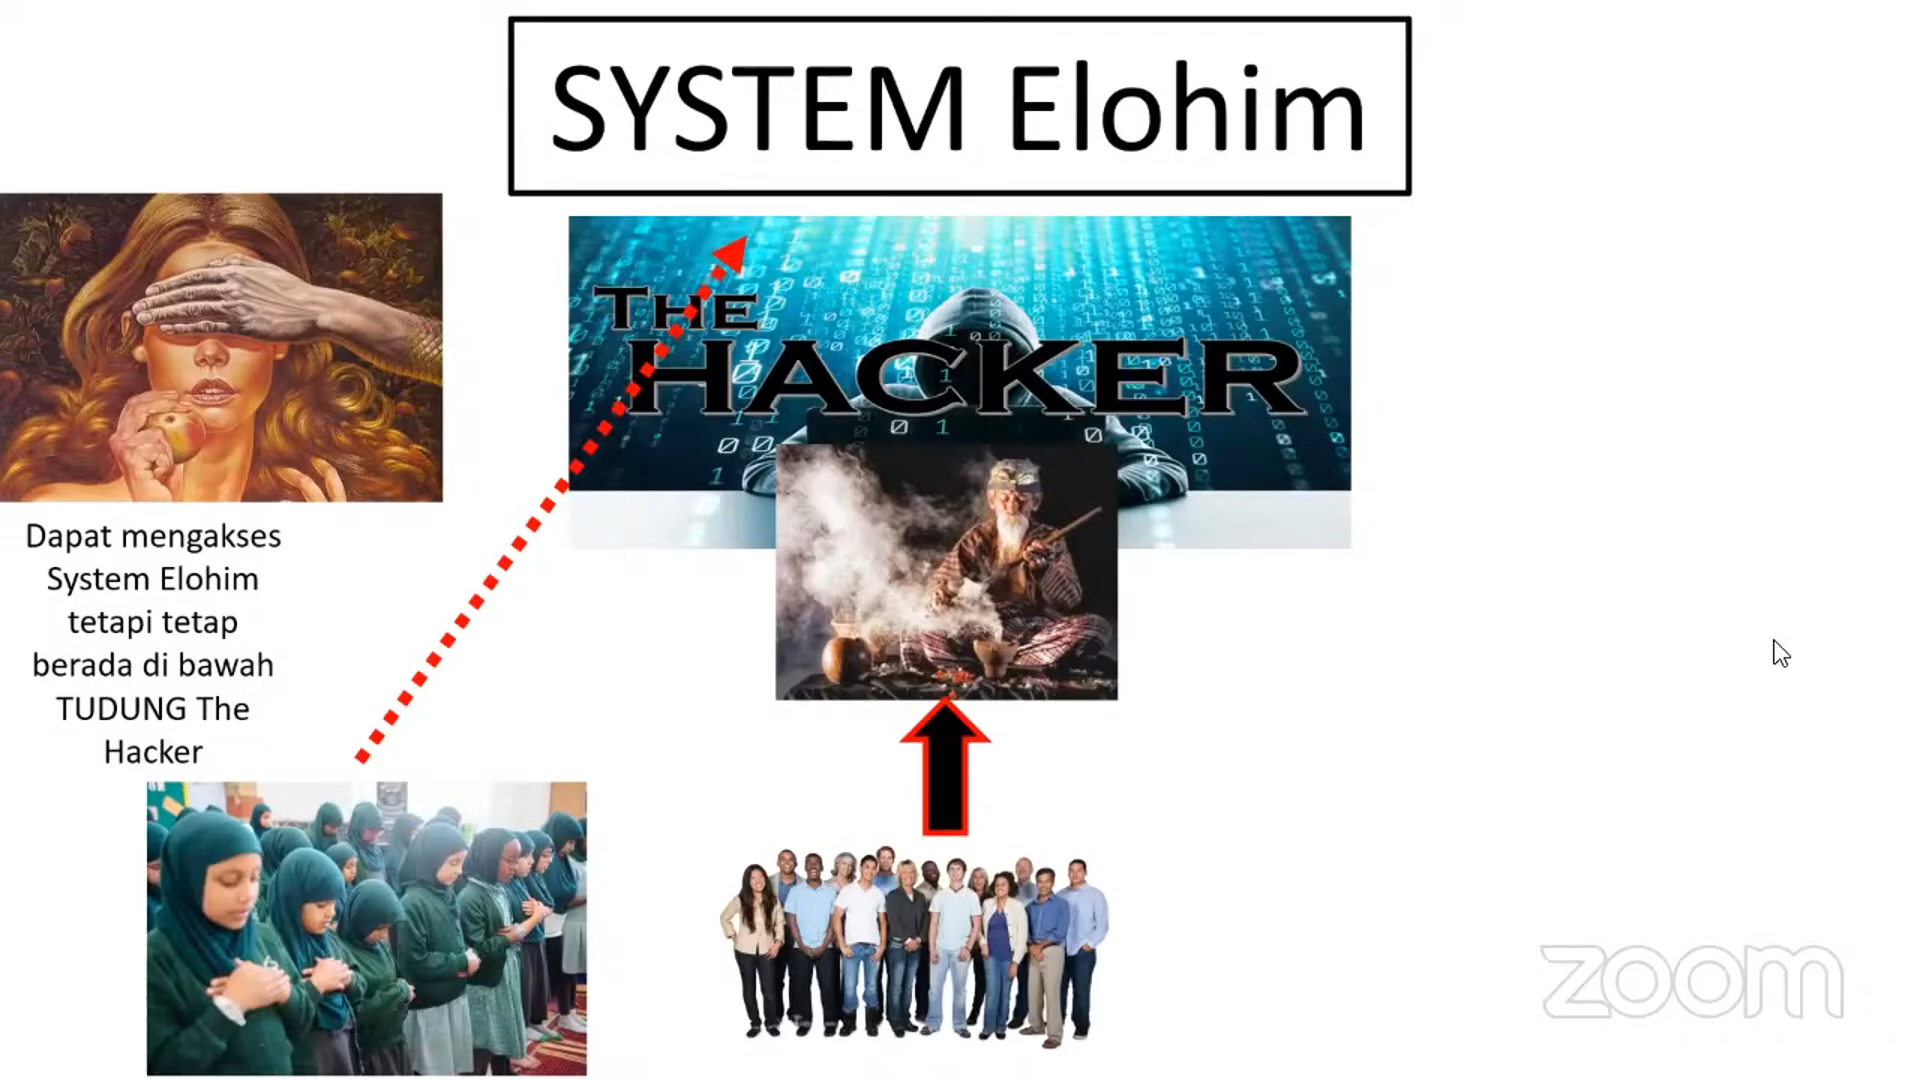 SYSTEM Elohim
THE
HACKER
Dapat mengakses
System Elohim
tetapi tetap
berada di bawah
TUDUNG The
Hacker
zoom